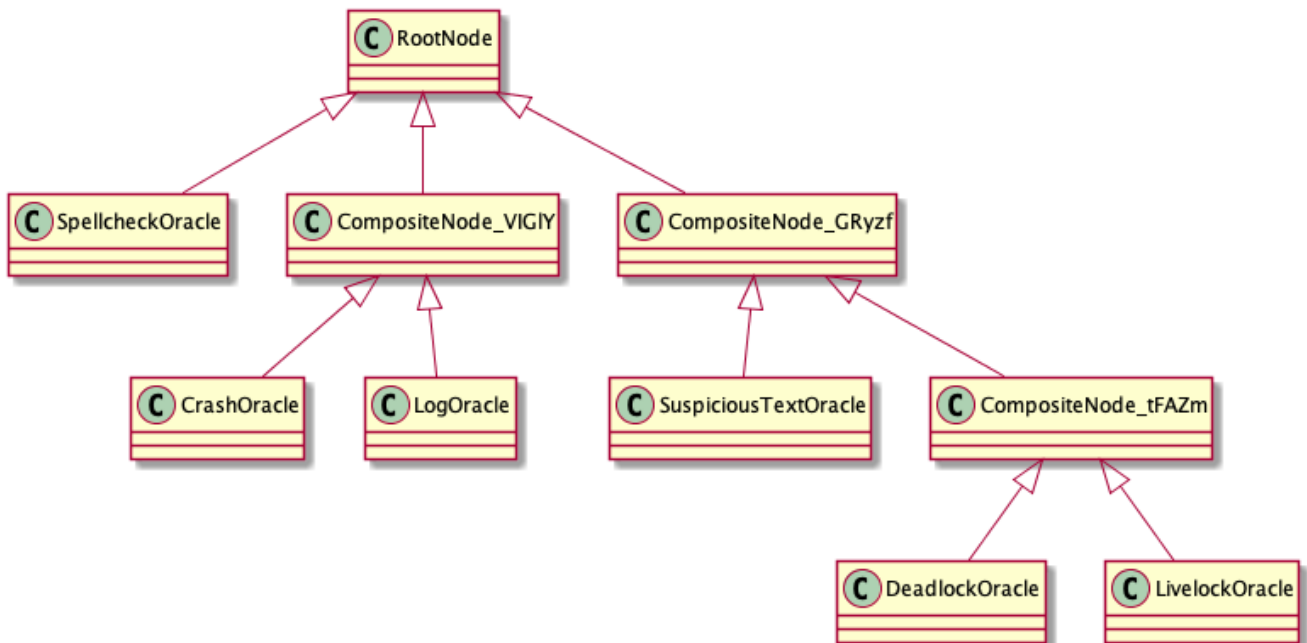 C RootNode
C SpellcheckOracle
C CompositeNode_VIGlY
C CompositeNode_GRyzf
C CrashOracle
C LogOracle
C SuspiciousTextOracle
C CompositeNode_tFAZm
C DeadlockOracle
C LivelockOracle